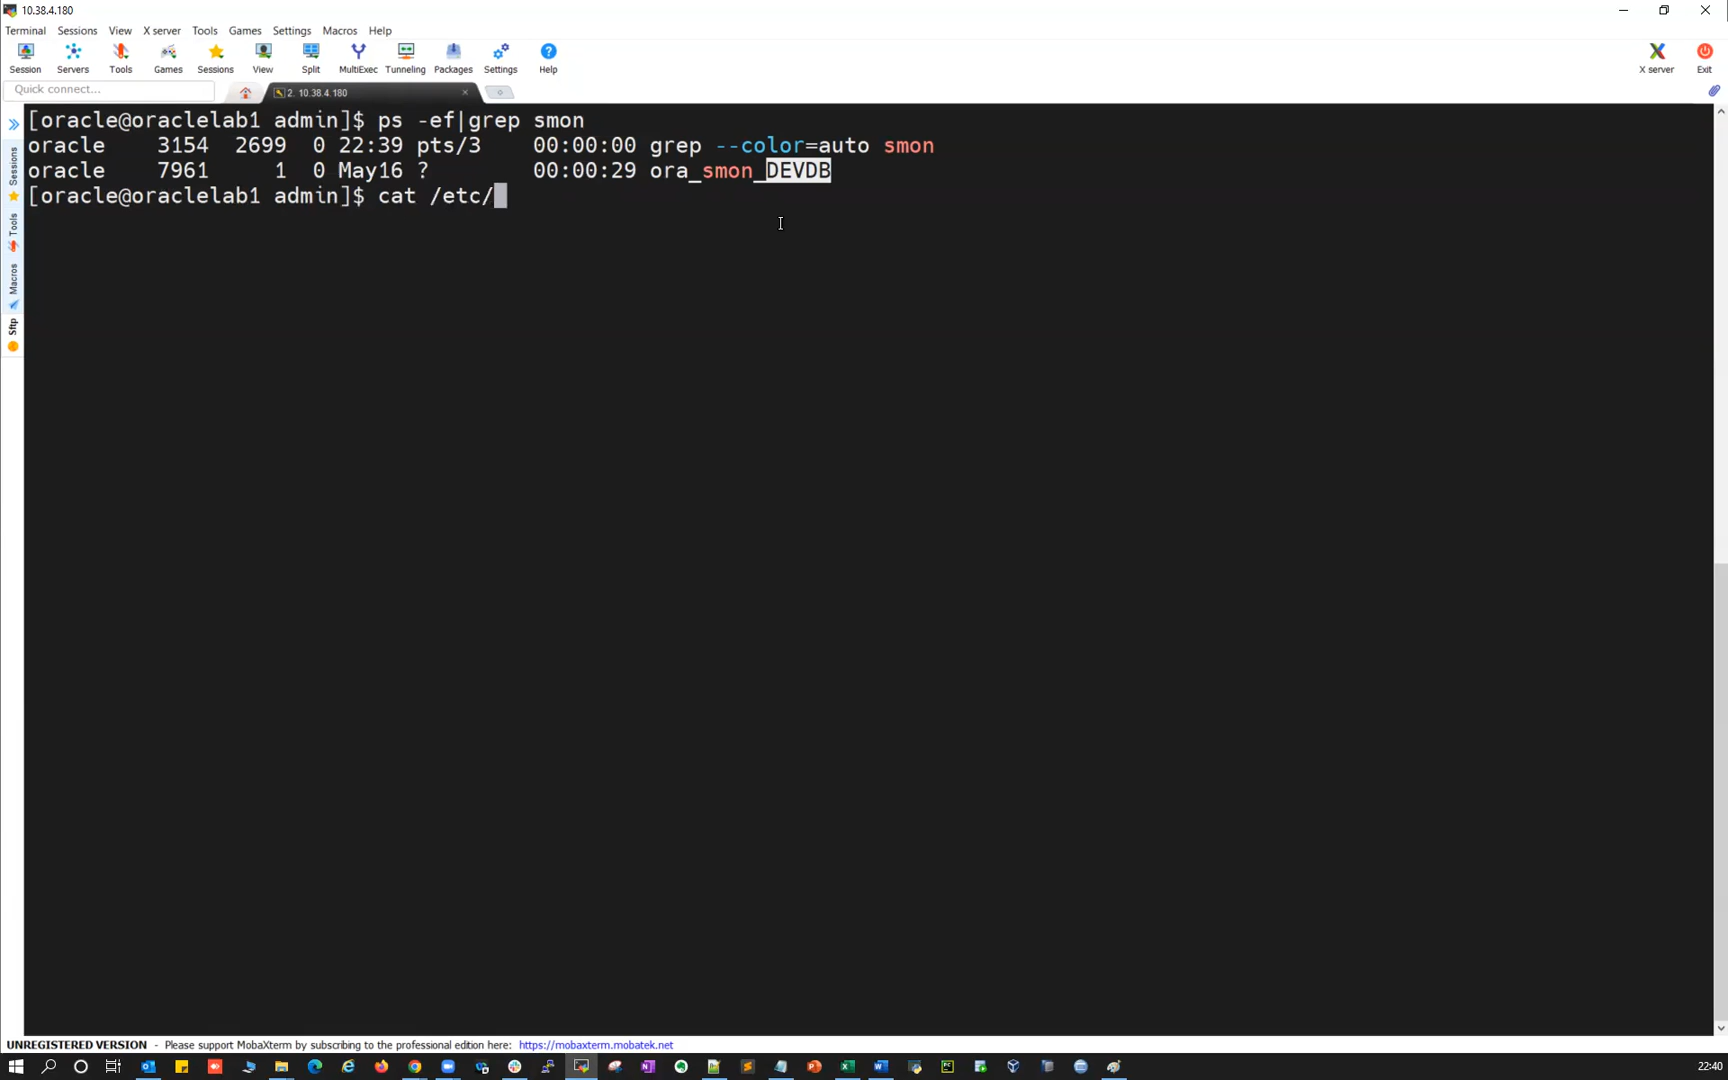 10.38.4.180
Terminal Sessions View X server Tools Games Settings Macros Help
Session Servers Tools Games Sessions View Split MultiExec Tunneling Packages Settings Help X server Exit
Quick connect...
2. 10.38.4.180
[oracle@oraclelab1 admin]$ ps -ef|grep smon
oracle 3154 2699 0 22:39 pts/3 00:00:00 grep --color=auto smon
oracle 7961 1 0 May16 ? 00:00:29 ora_smon_DEVDB
[oracle@oraclelab1 admin]$ cat /etc/
Sessions
Tools
Macros
Sftp
UNREGISTERED VERSION - Please support MobaXterm by subscribing to the professional edition here: https://mobaxterm.mobatek.net
22:40